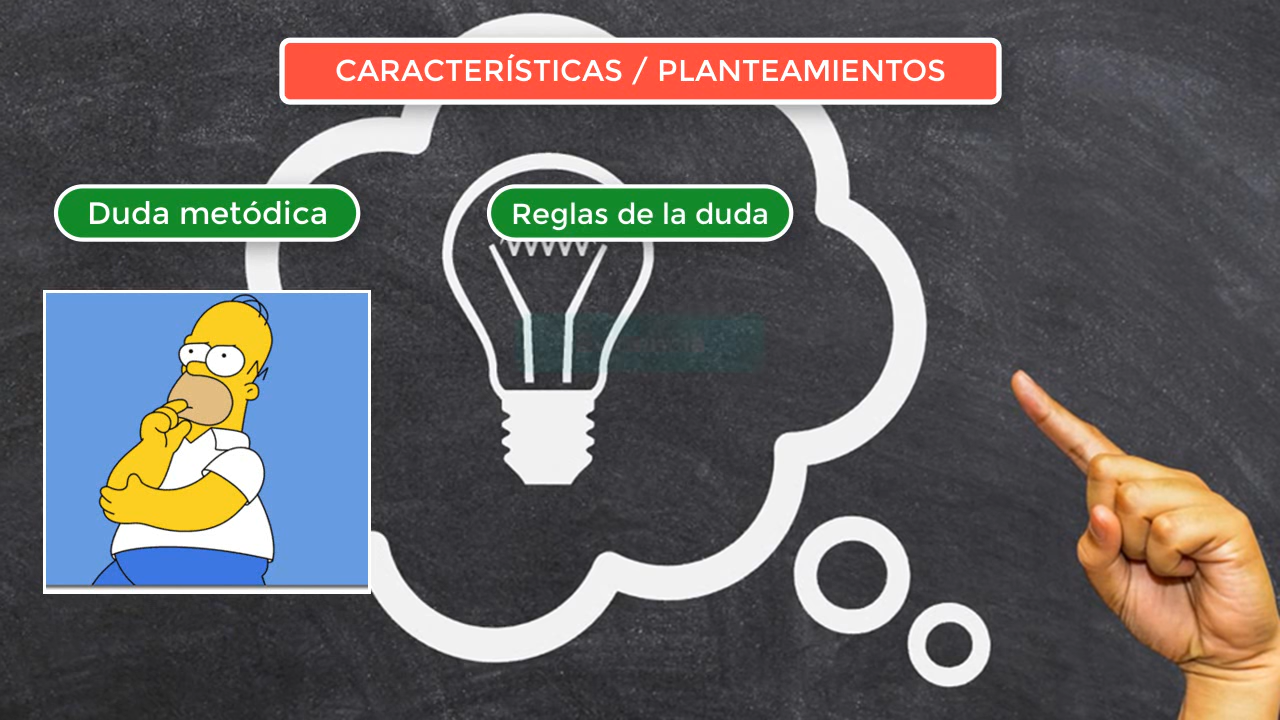 CARACTERÍSTICAS / PLANTEAMIENTOS
Duda metódica
Reglas de la duda